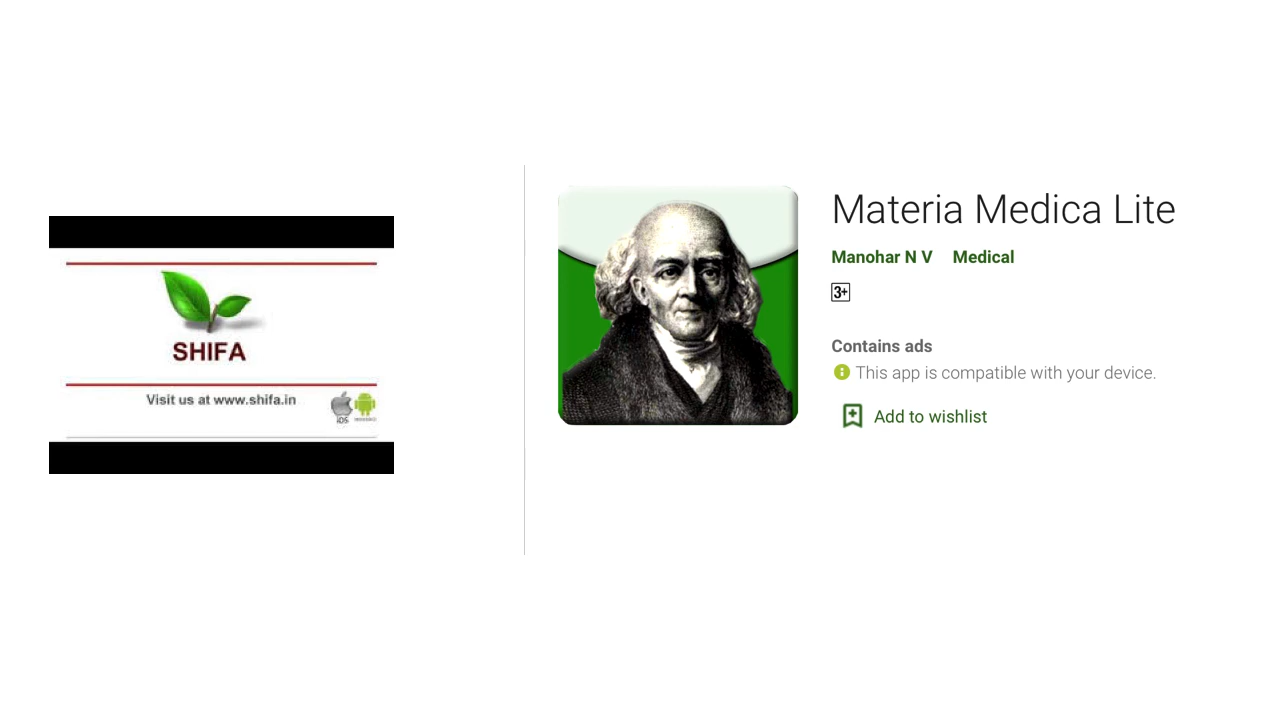 SHIFA
Visit us at www.shifa.in
iOS
Materia Medica Lite
Manohar N V Medical
3+
Contains ads
This app is compatible with your device.
Add to wishlist